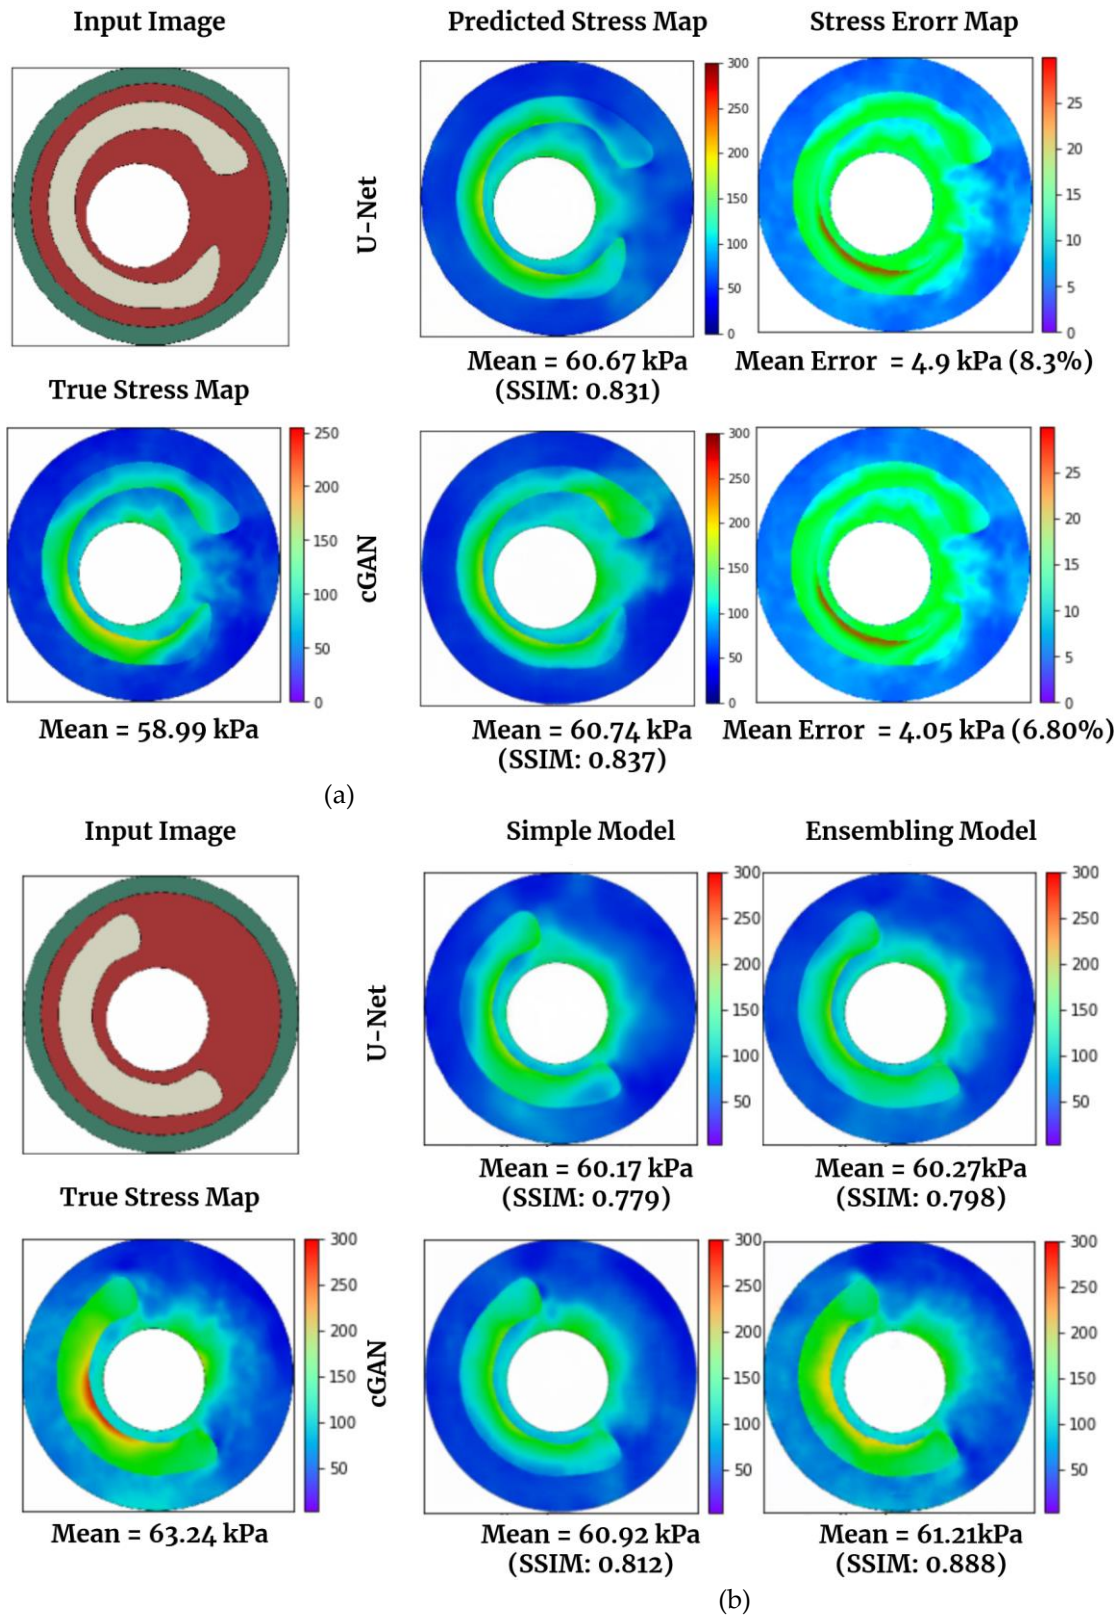 Input Image
Predicted Stress Map
Stress Erorr Map
U-Net
300
250
200
150
100
50
0
25
20
15
10
5
0
Mean = 60.67 kPa
(SSIM: 0.831)
Mean Error = 4.9 kPa (8.3%)
True Stress Map
250
200
150
100
50
0
Mean = 58.99 kPa
cGAN
300
250
200
150
100
50
0
25
20
15
10
5
0
Mean = 60.74 kPa
(SSIM: 0.837)
Mean Error = 4.05 kPa (6.80%)
(a)
Input Image
Simple Model
Ensembling Model
U-Net
300
250
200
150
100
50
300
250
200
150
100
50
Mean = 60.17 kPa
(SSIM: 0.779)
Mean = 60.27kPa
(SSIM: 0.798)
True Stress Map
300
250
200
150
100
50
Mean = 63.24 kPa
cGAN
300
250
200
150
100
50
300
250
200
150
100
50
Mean = 60.92 kPa
(SSIM: 0.812)
Mean = 61.21kPa
(SSIM: 0.888)
(b)